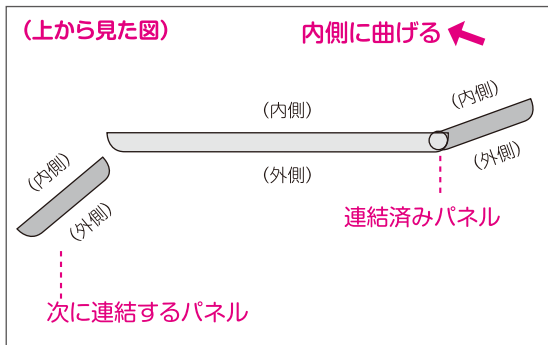 （上から見た図）
内側に曲げる
（内側）
（内側）
（外側）
（外側）
（内側）
（外側）
連結済みパネル
次に連結するパネル